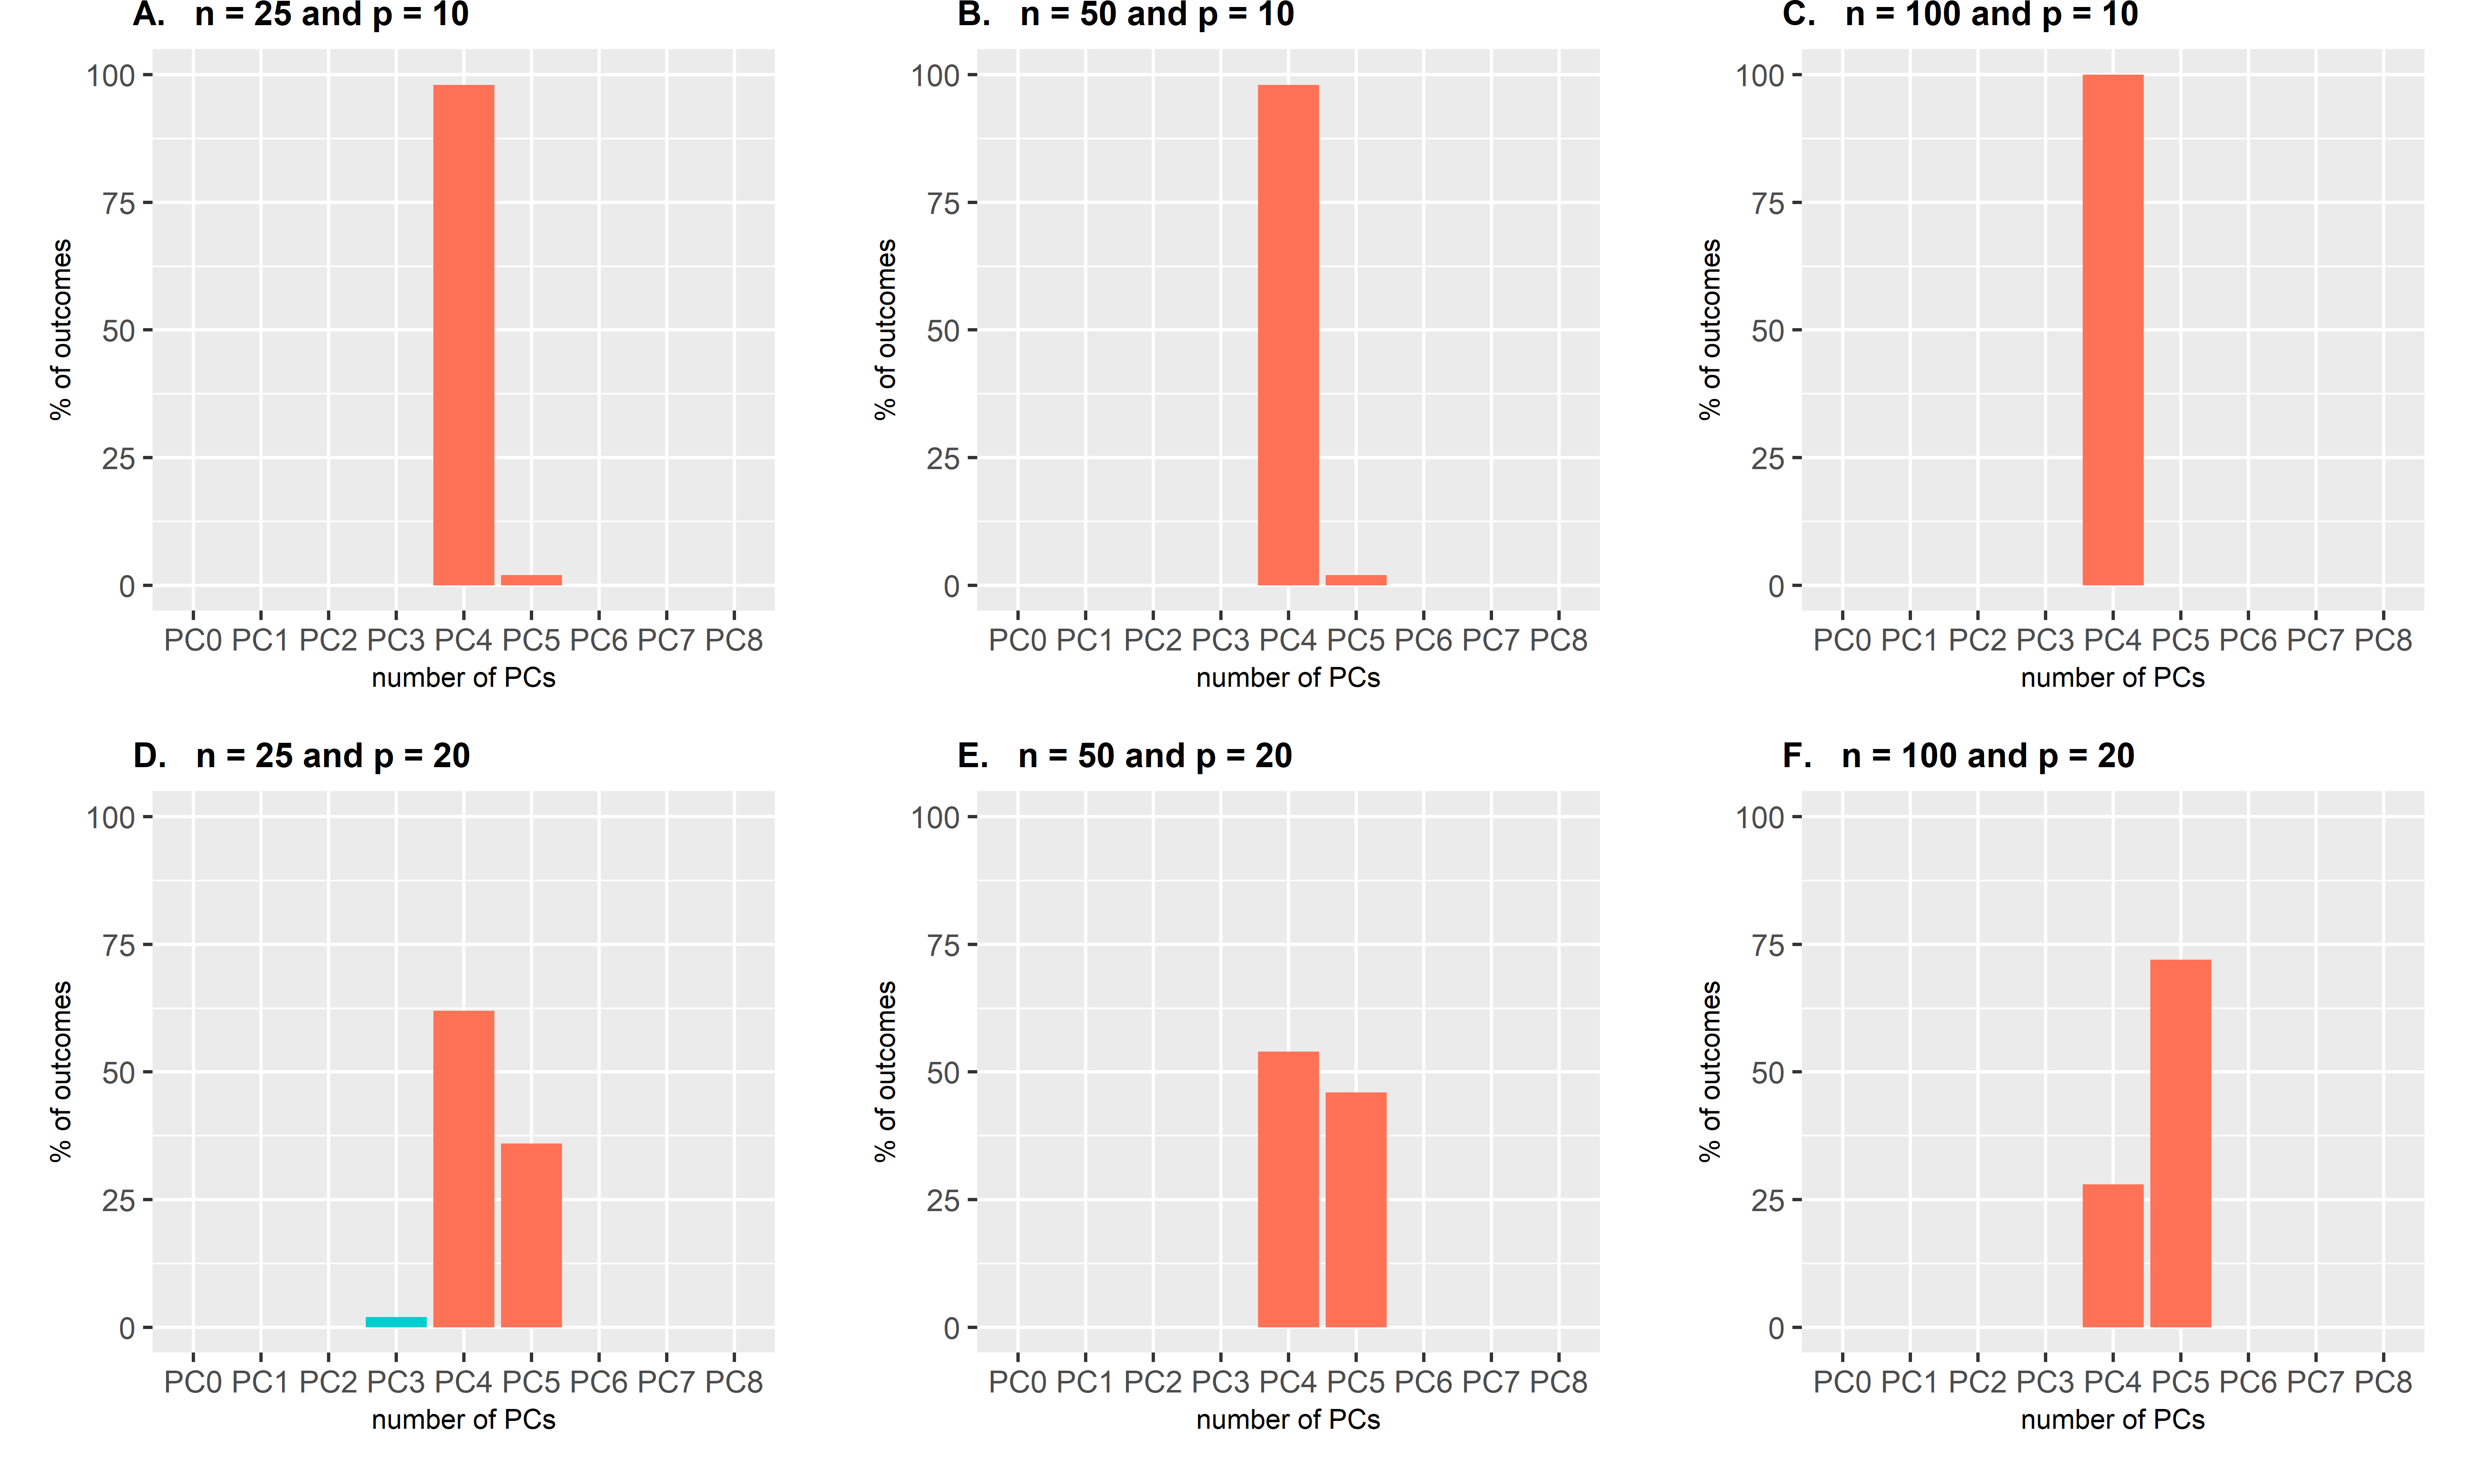 A. n = 25 and p = 10
% of outcomes
100
75
50
25
0
PC0 PC1 PC2 PC3 PC4 PC5 PC6 PC7 PC8
number of PCs
B. n = 50 and p = 10
% of outcomes
100
75
50
25
0
PC0 PC1 PC2 PC3 PC4 PC5 PC6 PC7 PC8
number of PCs
C. n = 100 and p = 10
% of outcomes
100
75
50
25
0
PC0 PC1 PC2 PC3 PC4 PC5 PC6 PC7 PC8
number of PCs
D. n = 25 and p = 20
% of outcomes
100
75
50
25
0
PC0 PC1 PC2 PC3 PC4 PC5 PC6 PC7 PC8
number of PCs
E. n = 50 and p = 20
% of outcomes
100
75
50
25
0
PC0 PC1 PC2 PC3 PC4 PC5 PC6 PC7 PC8
number of PCs
F. n = 100 and p = 20
% of outcomes
100
75
50
25
0
PC0 PC1 PC2 PC3 PC4 PC5 PC6 PC7 PC8
number of PCs